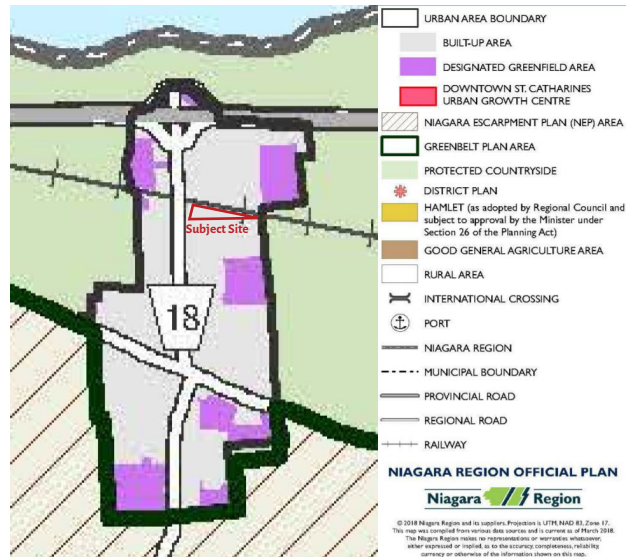 Subject Site
18
URBAN AREA BOUNDARY
BUILT-UP AREA
DESIGNATED GREENFIELD AREA
DOWNTOWN ST. CATHARINES
URBAN GROWTH CENTRE
NIAGARA ESCARPMENT PLAN (NEP) AREA
GREENBELT PLAN AREA
PROTECTED COUNTRYSIDE
DISTRICT PLAN
HAMLET (as adopted by Regional Council and
subject to approval by the Minister under
Section 26 of the Planning Act)
GOOD GENERAL AGRICULTURE AREA
RURAL AREA
INTERNATIONAL CROSSING
PORT
NIAGARA REGION
MUNICIPAL BOUNDARY
PROVINCIAL ROAD
REGIONAL ROAD
RAILWAY
NIAGARA REGION OFFICIAL PLAN
Niagara Region
© 2018 Niagara Region and its suppliers. Projection is UTM, NAD 83, Zone 17.
This map was compiled from various data sources and is current as of March 2018.
The Niagara Region makes no representations or warranties whatsoever,
either expressed or implied, as to the accuracy, completeness, reliability,
currency or otherwise of the information shown on this map.